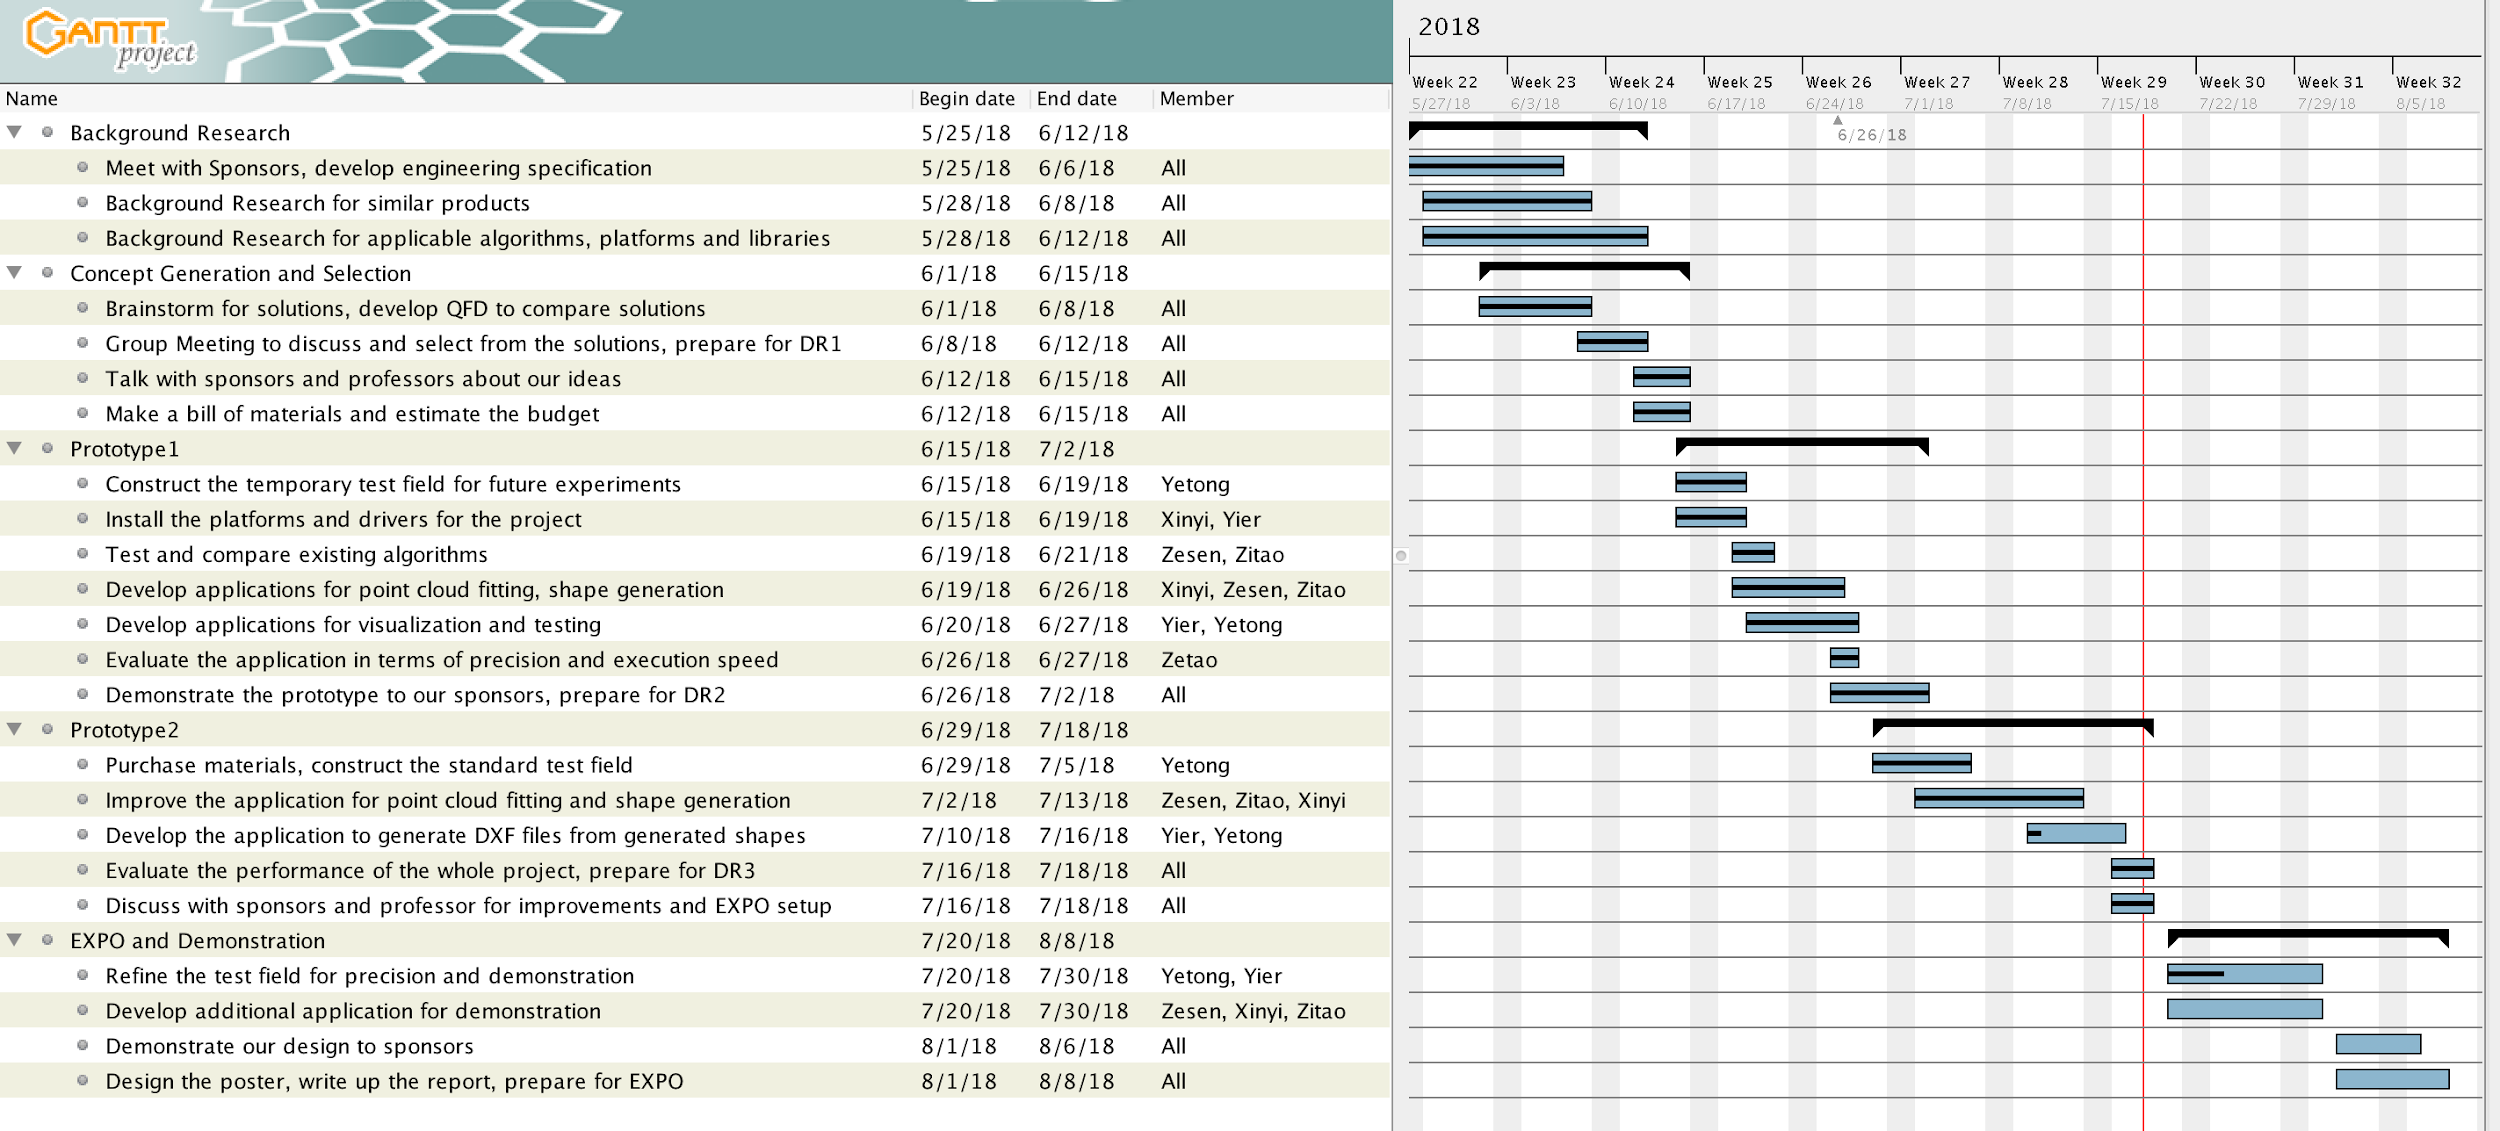 GANTT project
2018
Week 22 Week 23 Week 24 Week 25 Week 26 Week 27 Week 28 Week 29 Week 30 Week 31 Week 32
Name Begin date End date Member
5/27/18 6/3/18 6/10/18 6/17/18 6/24/18 7/1/18 7/8/18 7/15/18 7/22/18 7/29/18 8/5/18
Background Research 5/25/18 6/12/18
6/26/18
Meet with Sponsors, develop engineering specification 5/25/18 6/6/18 All
Background Research for similar products 5/28/18 6/8/18 All
Background Research for applicable algorithms, platforms and libraries 5/28/18 6/12/18 All
Concept Generation and Selection 6/1/18 6/15/18
Brainstorm for solutions, develop QFD to compare solutions 6/1/18 6/8/18 All
Group Meeting to discuss and select from the solutions, prepare for DR1 6/8/18 6/12/18 All
Talk with sponsors and professors about our ideas 6/12/18 6/15/18 All
Make a bill of materials and estimate the budget 6/12/18 6/15/18 All
Prototype1 6/15/18 7/2/18
Construct the temporary test field for future experiments 6/15/18 6/19/18 Yetong
Install the platforms and drivers for the project 6/15/18 6/19/18 Xinyi, Yier
Test and compare existing algorithms 6/19/18 6/21/18 Zesen, Zitao
Develop applications for point cloud fitting, shape generation 6/19/18 6/26/18 Xinyi, Zesen, Zitao
Develop applications for visualization and testing 6/20/18 6/27/18 Yier, Yetong
Evaluate the application in terms of precision and execution speed 6/26/18 6/27/18 Zetao
Demonstrate the prototype to our sponsors, prepare for DR2 6/26/18 7/2/18 All
Prototype2 6/29/18 7/18/18
Purchase materials, construct the standard test field 6/29/18 7/5/18 Yetong
Improve the application for point cloud fitting and shape generation 7/2/18 7/13/18 Zesen, Zitao, Xinyi
Develop the application to generate DXF files from generated shapes 7/10/18 7/16/18 Yier, Yetong
Evaluate the performance of the whole project, prepare for DR3 7/16/18 7/18/18 All
Discuss with sponsors and professor for improvements and EXPO setup 7/16/18 7/18/18 All
EXPO and Demonstration 7/20/18 8/8/18
Refine the test field for precision and demonstration 7/20/18 7/30/18 Yetong, Yier
Develop additional application for demonstration 7/20/18 7/30/18 Zesen, Xinyi, Zitao
Demonstrate our design to sponsors 8/1/18 8/6/18 All
Design the poster, write up the report, prepare for EXPO 8/1/18 8/8/18 All